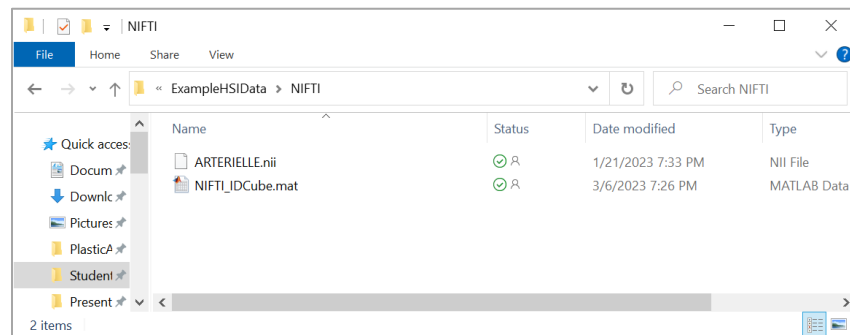 NIFTI
File Home Share View
« ExampleHSIData > NIFTI Search NIFTI
Name Status Date modified Type
Quick access
ARTERIELLE.nii 1/21/2023 7:33 PM NII File
Docum
NIFTI_IDCube.mat 3/6/2023 7:26 PM MATLAB Data
Downlc
Pictures
PlasticA
Student
Present
2 items